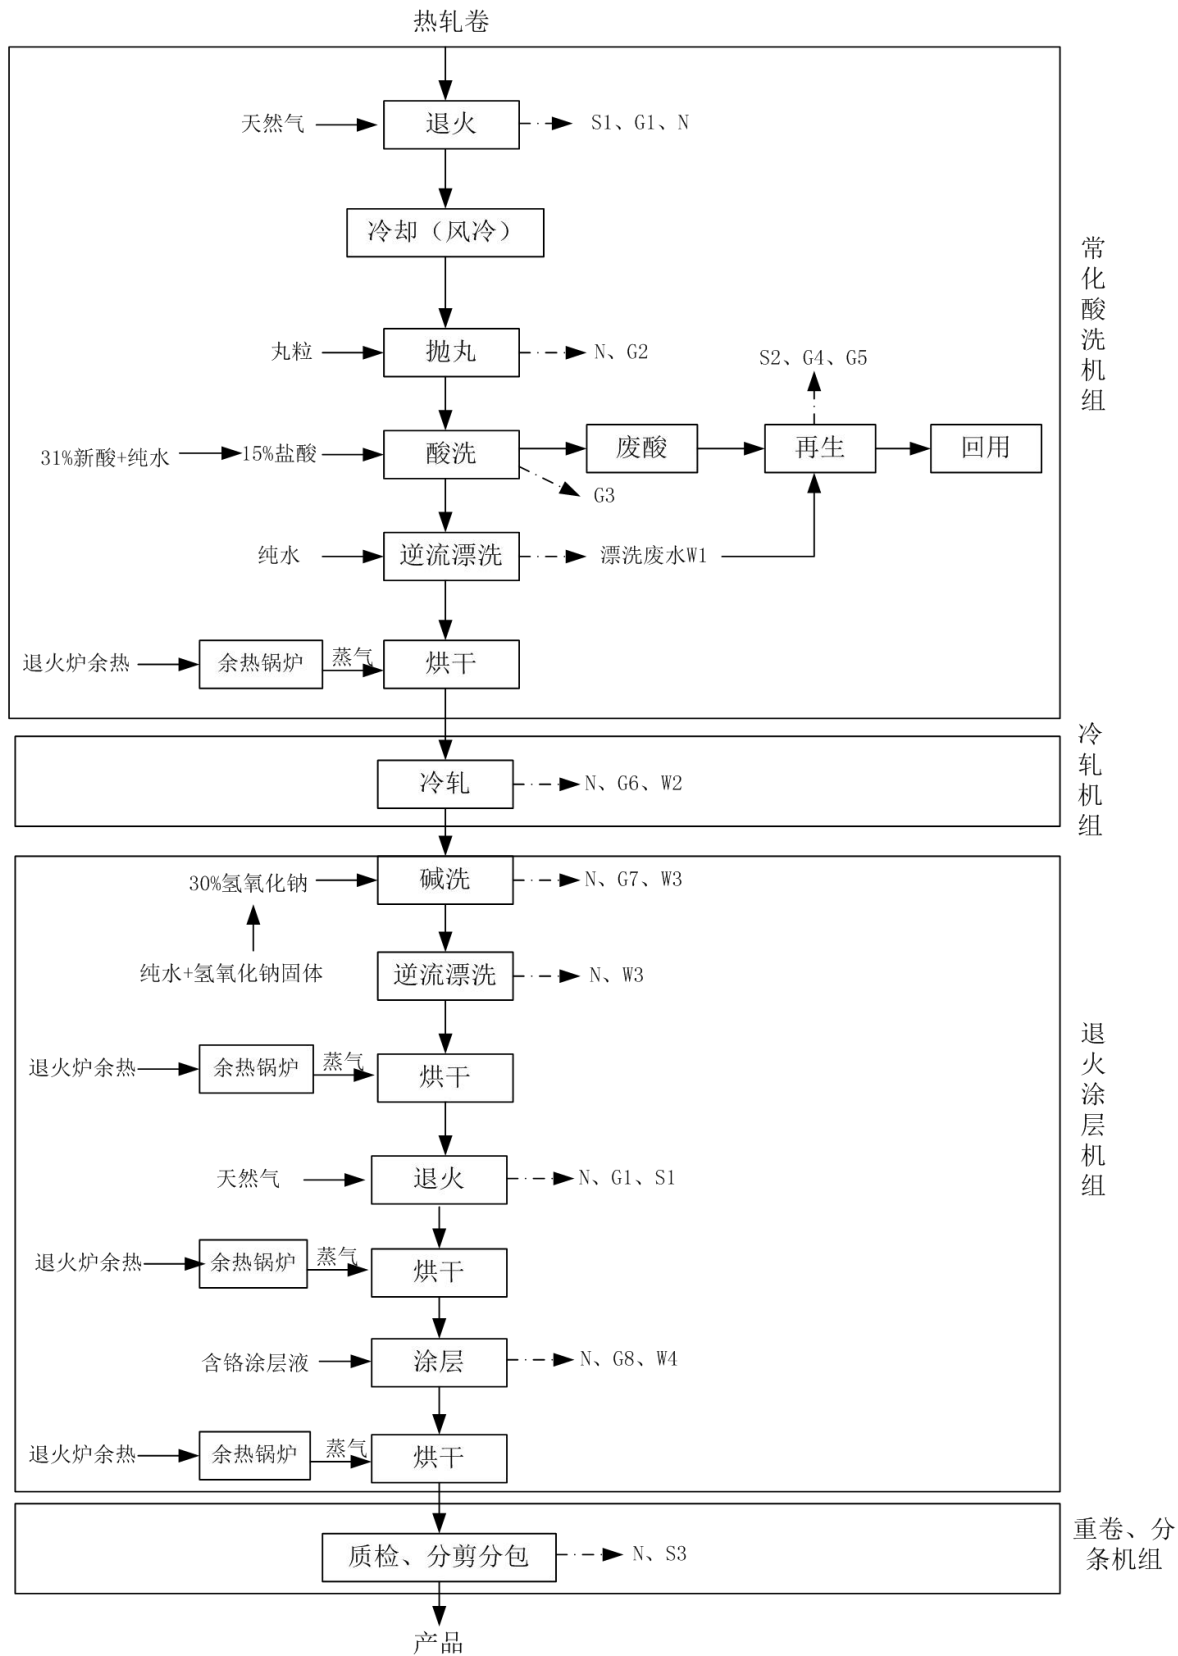 热轧卷
天然气
退火
S1、G1、N
冷却（风冷）
丸粒
抛丸
N、G2
S2、G4、G5
31%新酸+纯水
15%盐酸
酸洗
废酸
再生
回用
G3
纯水
逆流漂洗
漂洗废水W1
退火炉余热
余热锅炉
蒸气
烘干
常化酸洗机组
冷轧
N、G6、W2
冷轧机组
30%氢氧化钠
碱洗
N、G7、W3
纯水+氢氧化钠固体
逆流漂洗
N、W3
退火炉余热
余热锅炉
蒸气
烘干
天然气
退火
N、G1、S1
退火炉余热
余热锅炉
蒸气
烘干
含铬涂层液
涂层
N、G8、W4
退火炉余热
余热锅炉
蒸气
烘干
退火涂层机组
质检、分剪分包
N、S3
重卷、分
条机组
产品